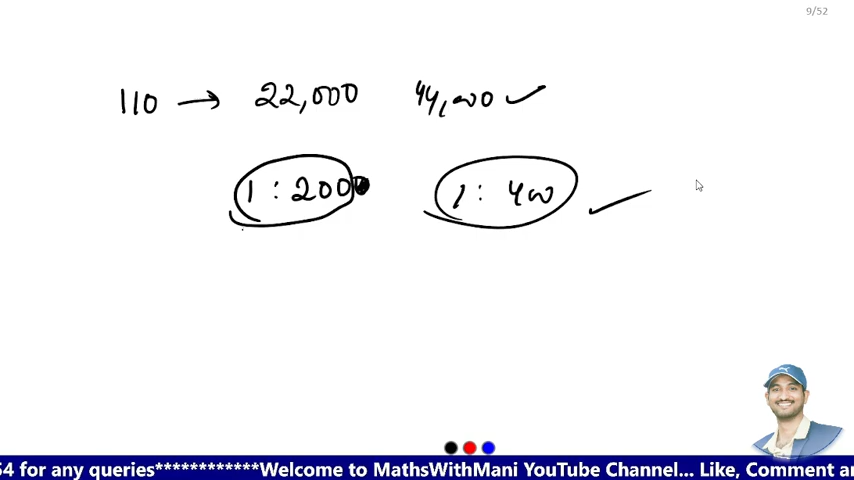 9/52
110 → 22,000 44,000 ✓
1 : 200 1 : 400 ✓
54 for any queries************Welcome to MathsWithMani YouTube Channel... Like, Comment an